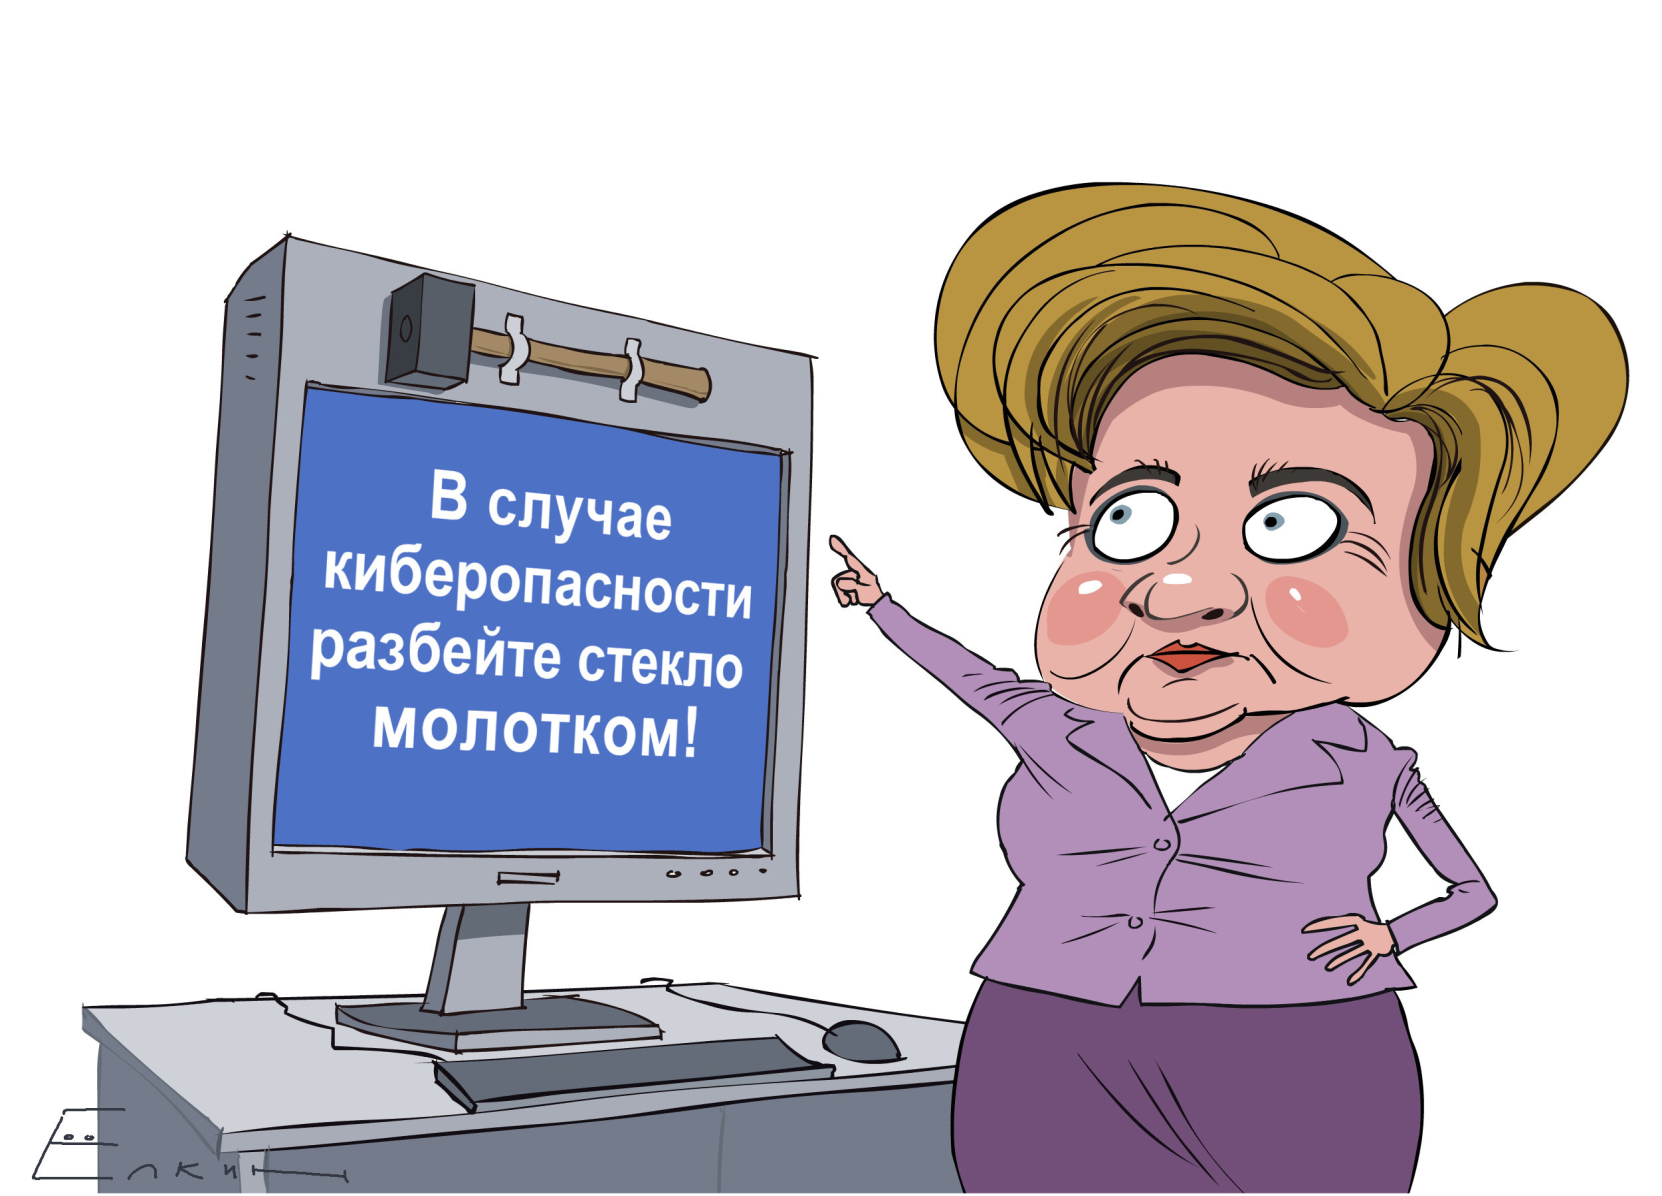 В случае
киберопасности
разбейте стекло
молотком!
Ёлкин